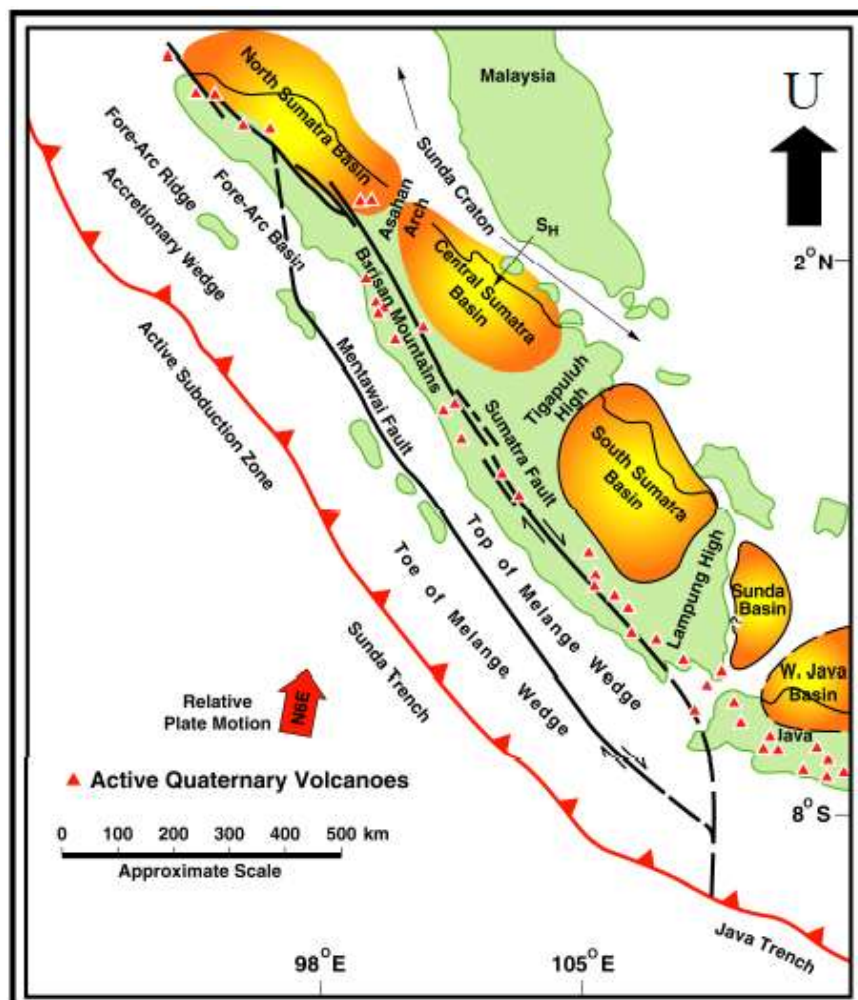 Malaysia
U
North Sumatra Basin
Sunda Craton
Fore-Arc Ridge
Accretionary Wedge
Fore-Arc Basin
Asahan
Arch
S_H
2°N
Central Sumatra
Basin
Barisan Mountains
Active Subduction Zone
Mentawai Fault
Tigapuluh
High
Sumatra Fault
South Sumatra
Basin
Top of Melange Wedge
Toe of Melange Wedge
Lampung High
Sunda
Basin
?
Sunda Trench
W. Java
Basin
Java
Relative
Plate Motion
N6E
Active Quaternary Volcanoes
8°S
0 100 200 300 400 500 km
Approximate Scale
Java Trench
98°E
105°E